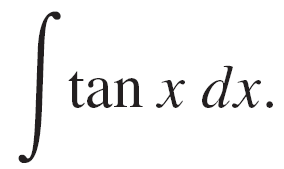 ∫ tan x dx.